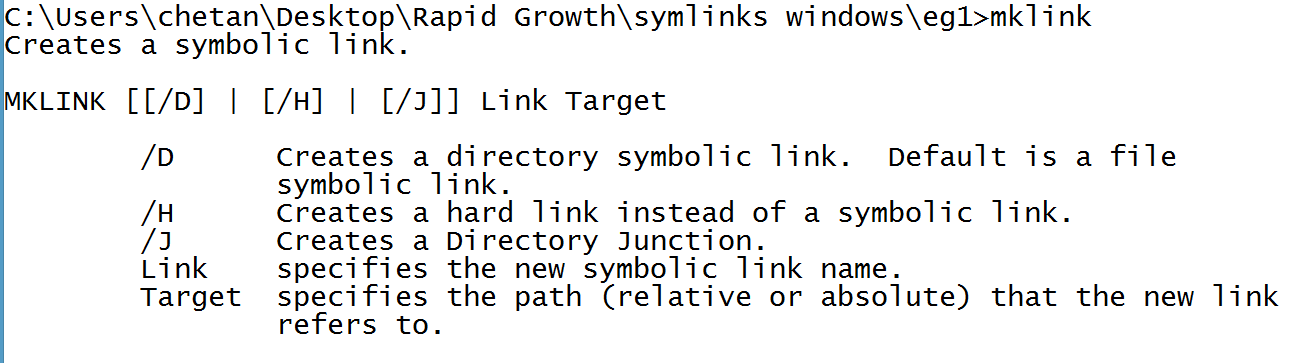 C:\Users\chetan\Desktop\Rapid Growth\symlinks windows\eg1>mklink
Creates a symbolic link.
MKLINK [[/D] | [/H] | [/J]] Link Target
/D      Creates a directory symbolic link.  Default is a file
symbolic link.
/H      Creates a hard link instead of a symbolic link.
/J      Creates a Directory Junction.
Link    specifies the new symbolic link name.
Target  specifies the path (relative or absolute) that the new link
refers to.